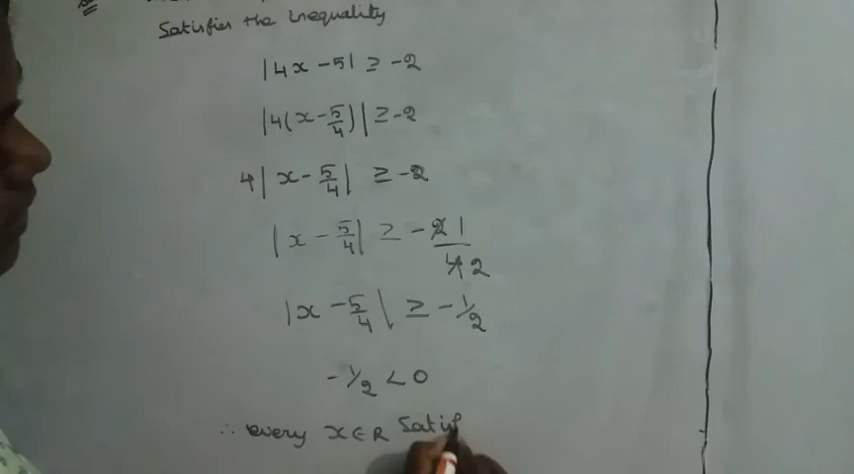 Satisfies the inequality
|4x - 5| ≥ -2
|4(x - 5/4)| ≥ -2
4|x - 5/4| ≥ -2
|x - 5/4| ≥ -2 1/4 2
|x - 5/4| ≥ -1/2
-1/2 < 0
∴ every x ∈ R Satisf